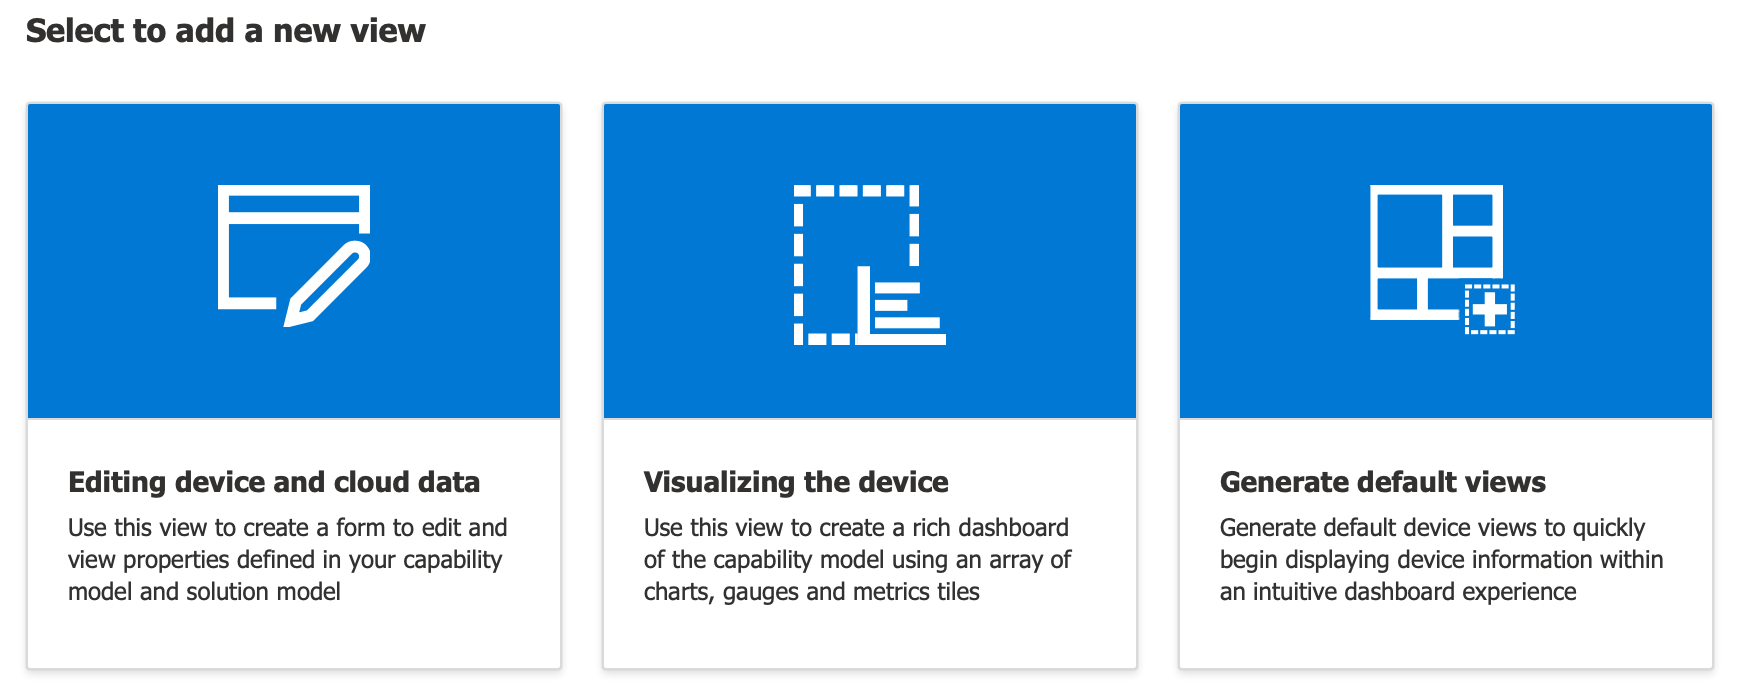 Select to add a new view
Editing device and cloud data
Use this view to create a form to edit and
view properties defined in your capability
model and solution model
Visualizing the device
Use this view to create a rich dashboard
of the capability model using an array of
charts, gauges and metrics tiles
Generate default views
Generate default device views to quickly
begin displaying device information within
an intuitive dashboard experience